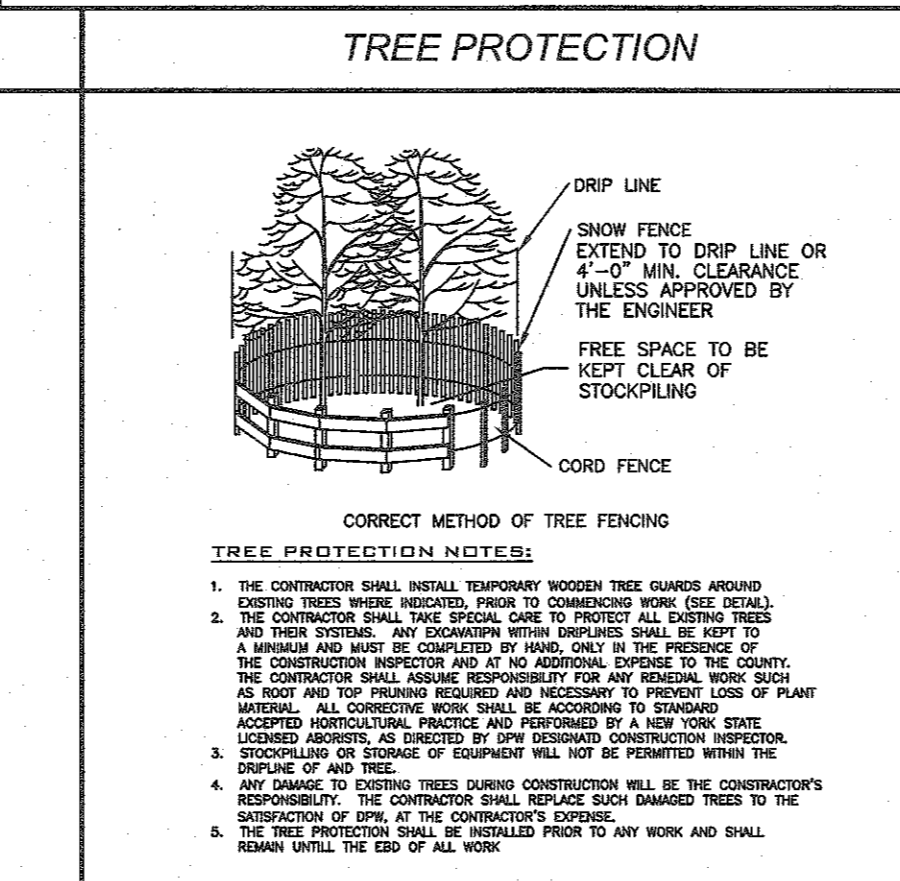 TREE PROTECTION
DRIP LINE
SNOW FENCE
EXTEND TO DRIP LINE OR
4'-0" MIN. CLEARANCE
UNLESS APPROVED BY
THE ENGINEER
FREE SPACE TO BE
KEPT CLEAR OF
STOCKPILING
CORD FENCE
CORRECT METHOD OF TREE FENCING
TREE PROTECTION NOTES:
1. THE CONTRACTOR SHALL INSTALL TEMPORARY WOODEN TREE GUARDS AROUND
EXISTING TREES WHERE INDICATED, PRIOR TO COMMENCING WORK (SEE DETAIL).
2. THE CONTRACTOR SHALL TAKE SPECIAL CARE TO PROTECT ALL EXISTING TREES
AND THEIR SYSTEMS. ANY EXCAVATIPN WITHIN DRIPLINES SHALL BE KEPT TO
A MINIMUM AND MUST BE COMPLETED BY HAND, ONLY IN THE PRESENCE OF
THE CONSTRUCTION INSPECTOR AND AT NO ADDITIONAL EXPENSE TO THE COUNTY.
THE CONTRACTOR SHALL ASSUME RESPONSIBILITY FOR ANY REMEDIAL WORK SUCH
AS ROOT AND TOP PRUNING REQUIRED AND NECESSARY TO PREVENT LOSS OF PLANT
MATERIAL. ALL CORRECTIVE WORK SHALL BE ACCORDING TO STANDARD
ACCEPTED HORTICULTURAL PRACTICE AND PERFORMED BY A NEW YORK STATE
LICENSED ABORISTS, AS DIRECTED BY DPW DESIGNATD CONSTRUCTION INSPECTOR.
3. STOCKPILLING OR STORAGE OF EQUIPMENT WILL NOT BE PERMITTED WITHIN THE
DRIPLINE OF AND TREE.
4. ANY DAMAGE TO EXISTING TREES DURING CONSTRUCTION WILL BE THE CONSTRACTOR'S
RESPONSIBILITY. THE CONTRACTOR SHALL REPLACE SUCH DAMAGED TREES TO THE
SATISFACTION OF DPW, AT THE CONTRACTOR'S EXPENSE.
5. THE TREE PROTECTION SHALL BE INSTALLED PRIOR TO ANY WORK AND SHALL
REMAIN UNTILL THE EBD OF ALL WORK